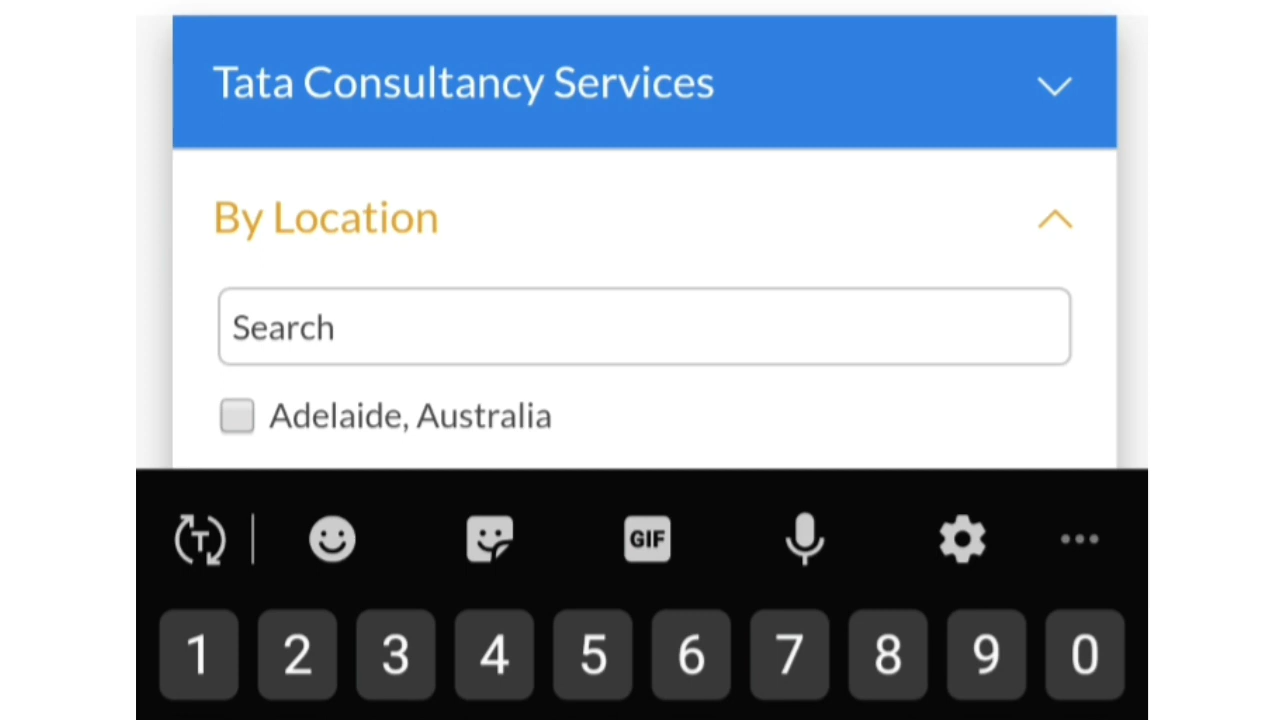 Tata Consultancy Services
By Location
Search
Adelaide, Australia
T GIF
1 2 3 4 5 6 7 8 9 0